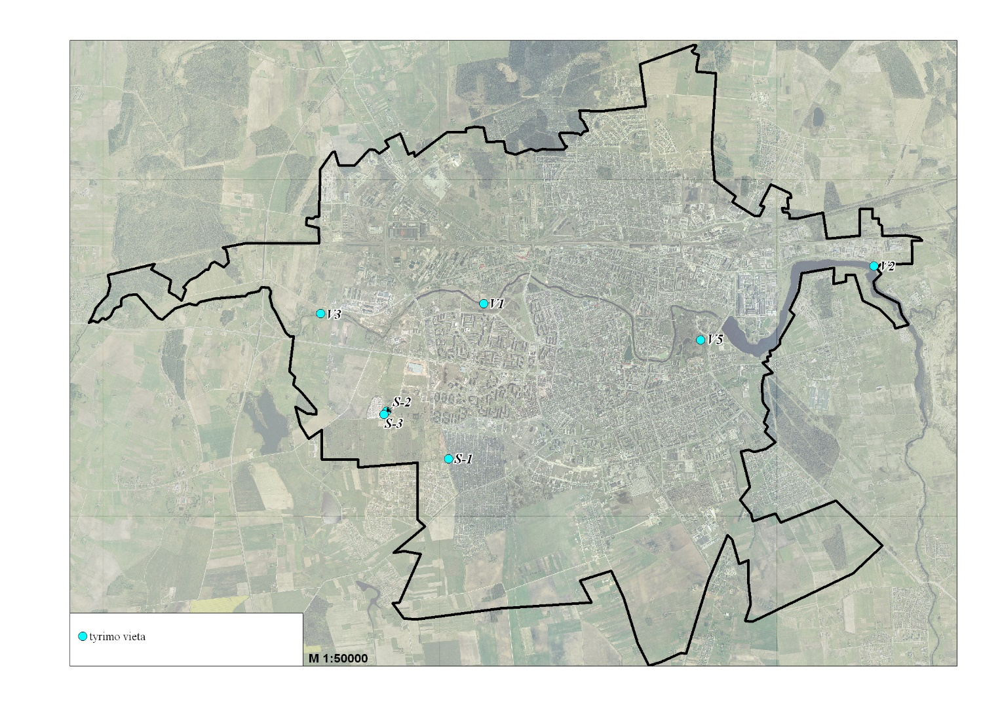 V2
V1
V3
V5
S-2
S-3
S-1
tyrimo vieta
M 1:50000